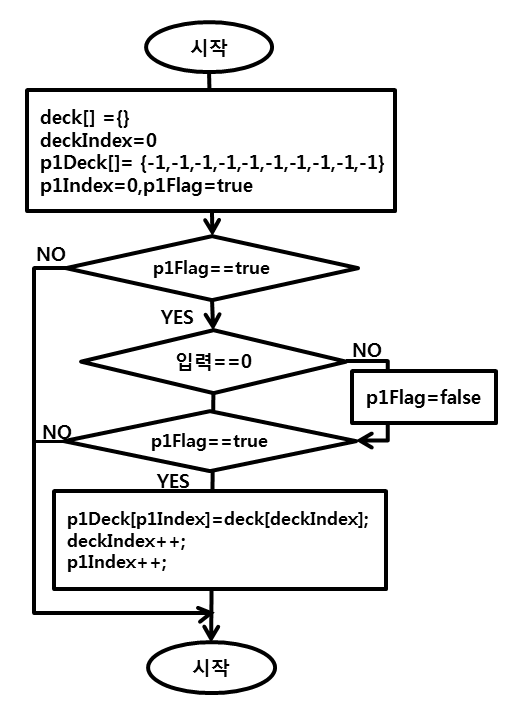 시작
deck[] ={}
deckIndex=0
p1Deck[]= {-1,-1,-1,-1,-1,-1,-1,-1,-1,-1}
p1Index=0,p1Flag=true
NO
p1Flag==true
YES
입력==0
NO
p1Flag=false
NO
p1Flag==true
YES
p1Deck[p1Index]=deck[deckIndex];
deckIndex++;
p1Index++;
시작